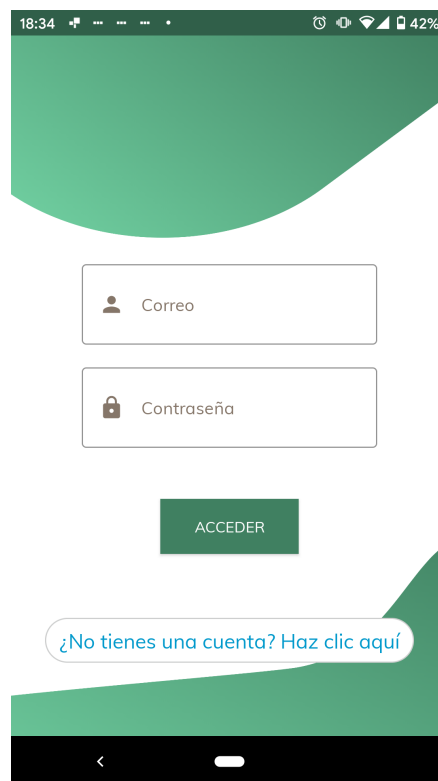 18:34 42%
Correo
Contraseña
ACCEDER
¿No tienes una cuenta? Haz clic aquí